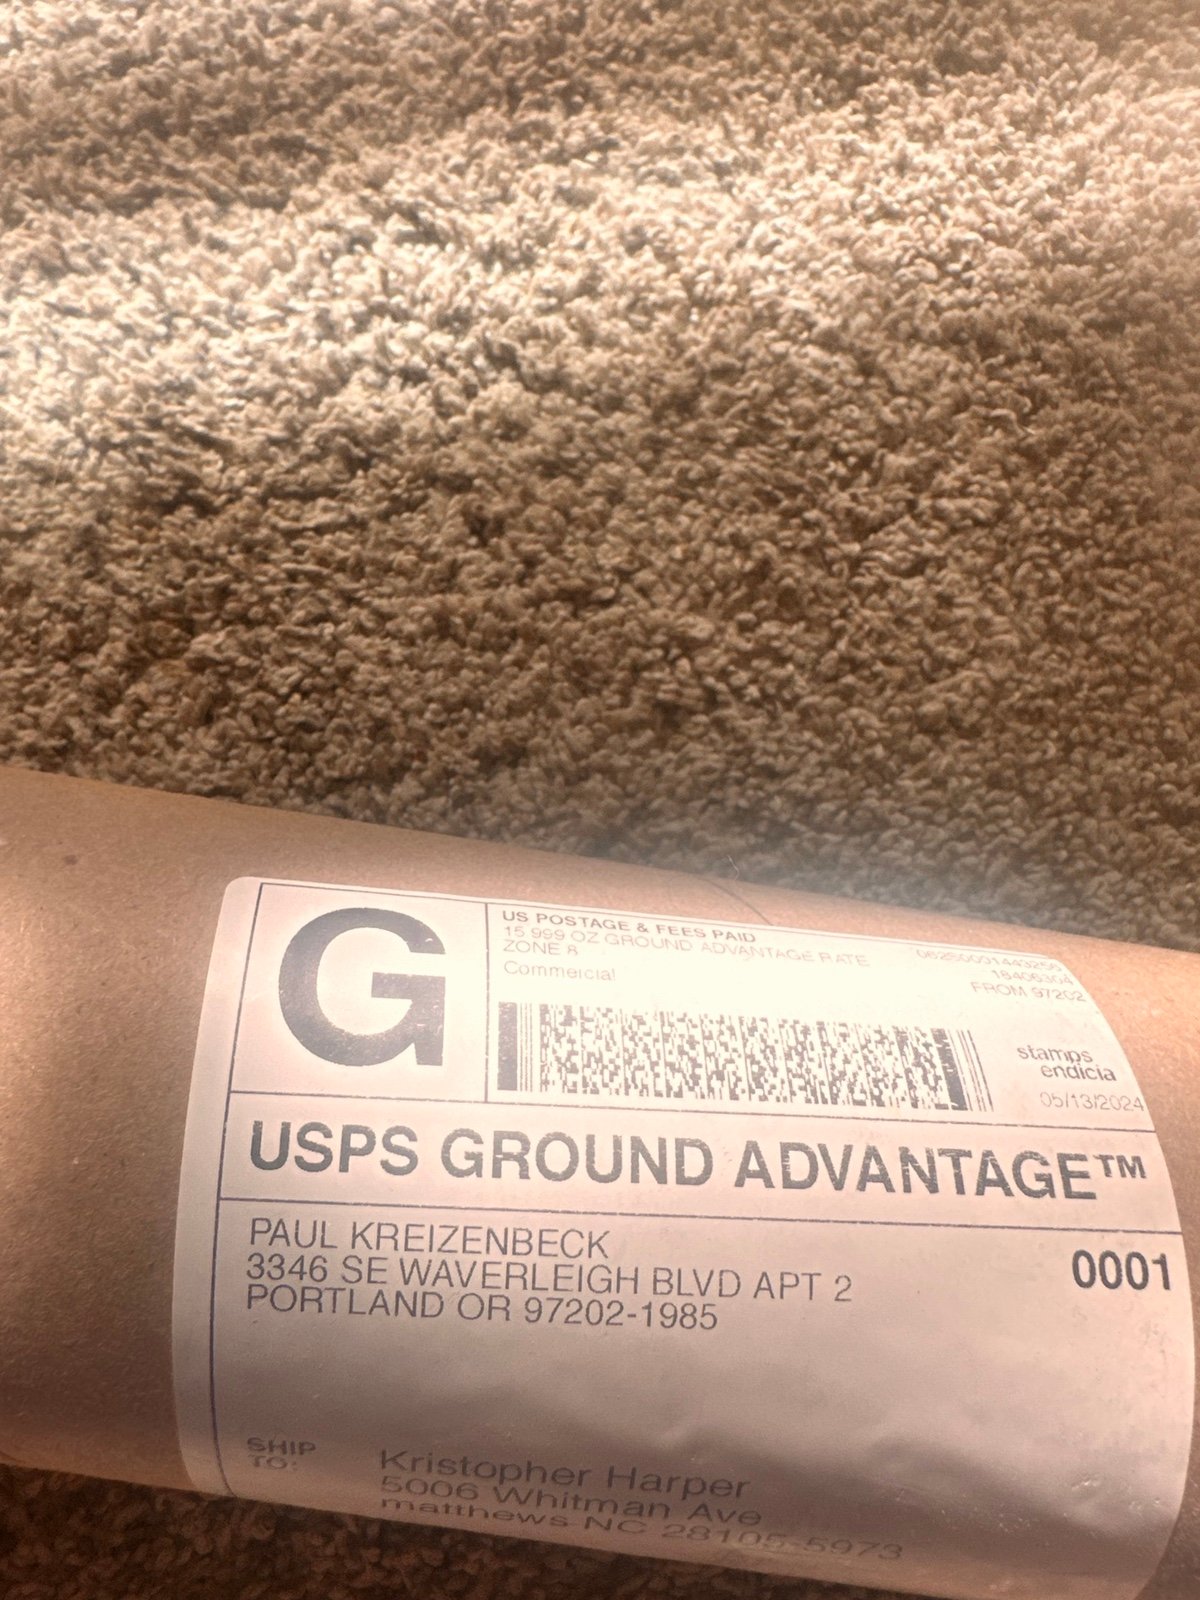 G
US POSTAGE & FEES PAID
15.999 OZ GROUND ADVANTAGE RATE
ZONE 8
Commercial
062S0001443256
18406304
FROM 97202
stamps
endicia
05/13/2024
USPS GROUND ADVANTAGE™
PAUL KREIZENBECK
3346 SE WAVERLEIGH BLVD APT 2
PORTLAND OR 97202-1985
0001
SHIP
TO:
Kristopher Harper
5006 Whitman Ave
matthews NC 28105-5973